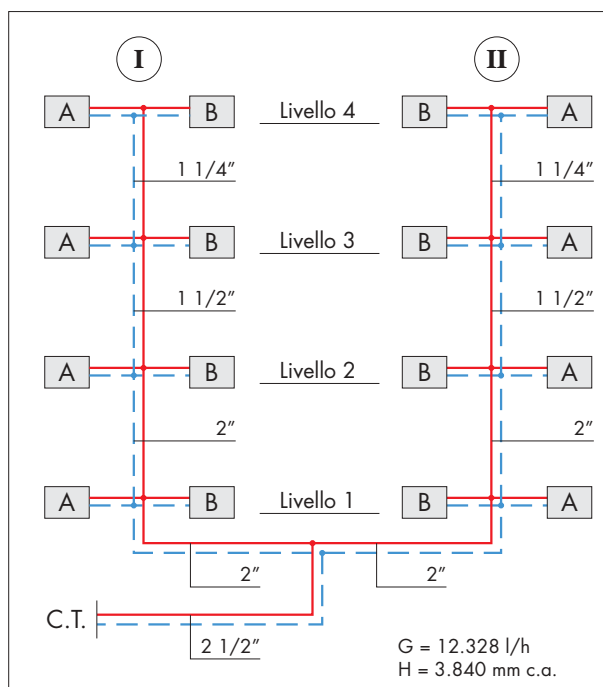 I II
A B Livello 4 B A
1 1/4” 1 1/4”
A B Livello 3 B A
1 1/2” 1 1/2”
A B Livello 2 B A
2” 2”
A B Livello 1 B A
2” 2”
C.T.
2 1/2”
G = 12.328 l/h
H = 3.840 mm c.a.